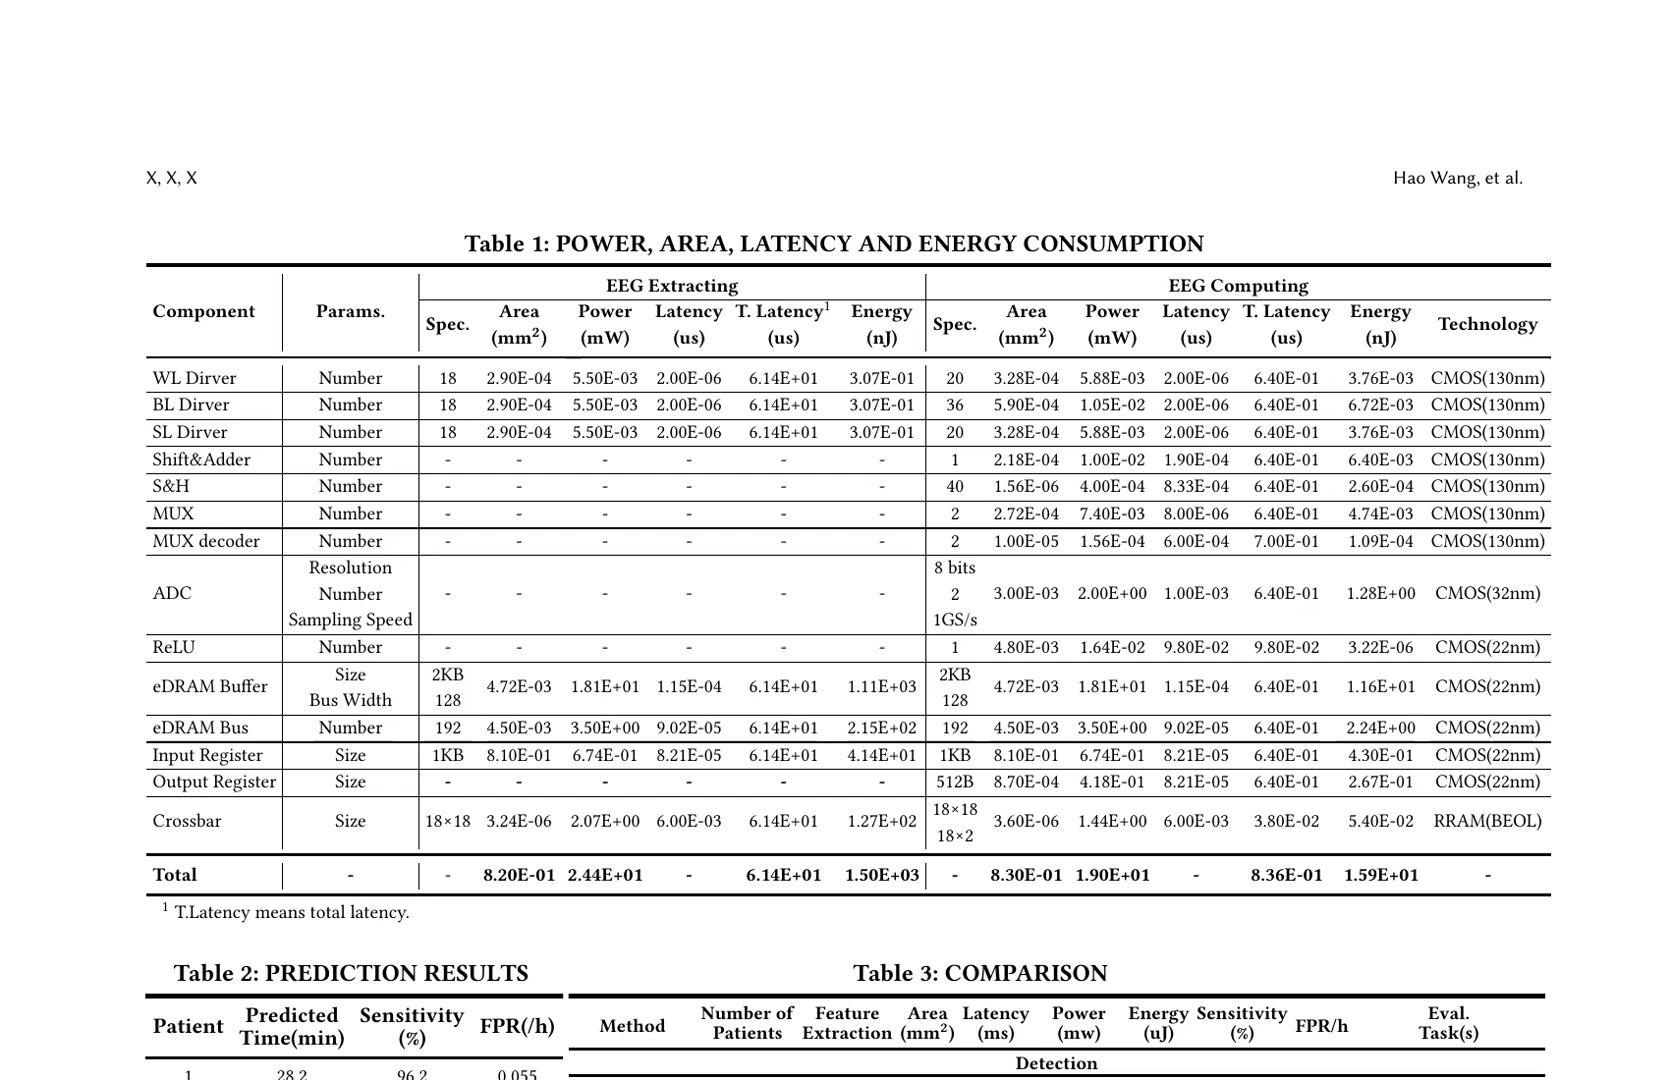 X, X, X
Hao Wang, et al.
Table 1: POWER, AREA, LATENCY AND ENERGY CONSUMPTION
Component Params. EEG Extracting EEG Computing
Spec. Area (mm²) Power (mW) Latency (us) T. Latency¹ (us) Energy (nJ) Spec. Area (mm²) Power (mW) Latency (us) T. Latency (us) Energy (nJ) Technology
WL Dirver Number 18 2.90E-04 5.50E-03 2.00E-06 6.14E+01 3.07E-01 20 3.28E-04 5.88E-03 2.00E-06 6.40E-01 3.76E-03 CMOS(130nm)
BL Dirver Number 18 2.90E-04 5.50E-03 2.00E-06 6.14E+01 3.07E-01 36 5.90E-04 1.05E-02 2.00E-06 6.40E-01 6.72E-03 CMOS(130nm)
SL Dirver Number 18 2.90E-04 5.50E-03 2.00E-06 6.14E+01 3.07E-01 20 3.28E-04 5.88E-03 2.00E-06 6.40E-01 3.76E-03 CMOS(130nm)
Shift&Adder Number - - - - - - 1 2.18E-04 1.00E-02 1.90E-04 6.40E-01 6.40E-03 CMOS(130nm)
S&H Number - - - - - - 40 1.56E-06 4.00E-04 8.33E-04 6.40E-01 2.60E-04 CMOS(130nm)
MUX Number - - - - - - 2 2.72E-04 7.40E-03 8.00E-06 6.40E-01 4.74E-03 CMOS(130nm)
MUX decoder Number - - - - - - 2 1.00E-05 1.56E-04 6.00E-04 7.00E-01 1.09E-04 CMOS(130nm)
Resolution 8 bits
ADC Number - - - - - - 2 3.00E-03 2.00E+00 1.00E-03 6.40E-01 1.28E+00 CMOS(32nm)
Sampling Speed 1GS/s
ReLU Number - - - - - - 1 4.80E-03 1.64E-02 9.80E-02 9.80E-02 3.22E-06 CMOS(22nm)
Size 2KB 2KB
eDRAM Buffer 4.72E-03 1.81E+01 1.15E-04 6.14E+01 1.11E+03 4.72E-03 1.81E+01 1.15E-04 6.40E-01 1.16E+01 CMOS(22nm)
Bus Width 128 128
eDRAM Bus Number 192 4.50E-03 3.50E+00 9.02E-05 6.14E+01 2.15E+02 192 4.50E-03 3.50E+00 9.02E-05 6.40E-01 2.24E+00 CMOS(22nm)
Input Register Size 1KB 8.10E-01 6.74E-01 8.21E-05 6.14E+01 4.14E+01 1KB 8.10E-01 6.74E-01 8.21E-05 6.40E-01 4.30E-01 CMOS(22nm)
Output Register Size - - - - - - 512B 8.70E-04 4.18E-01 8.21E-05 6.40E-01 2.67E-01 CMOS(22nm)
18×18
Crossbar Size 18×18 3.24E-06 2.07E+00 6.00E-03 6.14E+01 1.27E+02 3.60E-06 1.44E+00 6.00E-03 3.80E-02 5.40E-02 RRAM(BEOL)
18×2
Total - - 8.20E-01 2.44E+01 - 6.14E+01 1.50E+03 - 8.30E-01 1.90E+01 - 8.36E-01 1.59E+01 -
¹ T.Latency means total latency.
Table 2: PREDICTION RESULTS
Patient Predicted Time(min) Sensitivity (%) FPR(/h)
1 28.2 96.2 0.055
Table 3: COMPARISON
Method Number of Patients Feature Extraction Area (mm²) Latency (ms) Power (mw) Energy (uJ) Sensitivity (%) FPR/h Eval. Task(s)
Detection